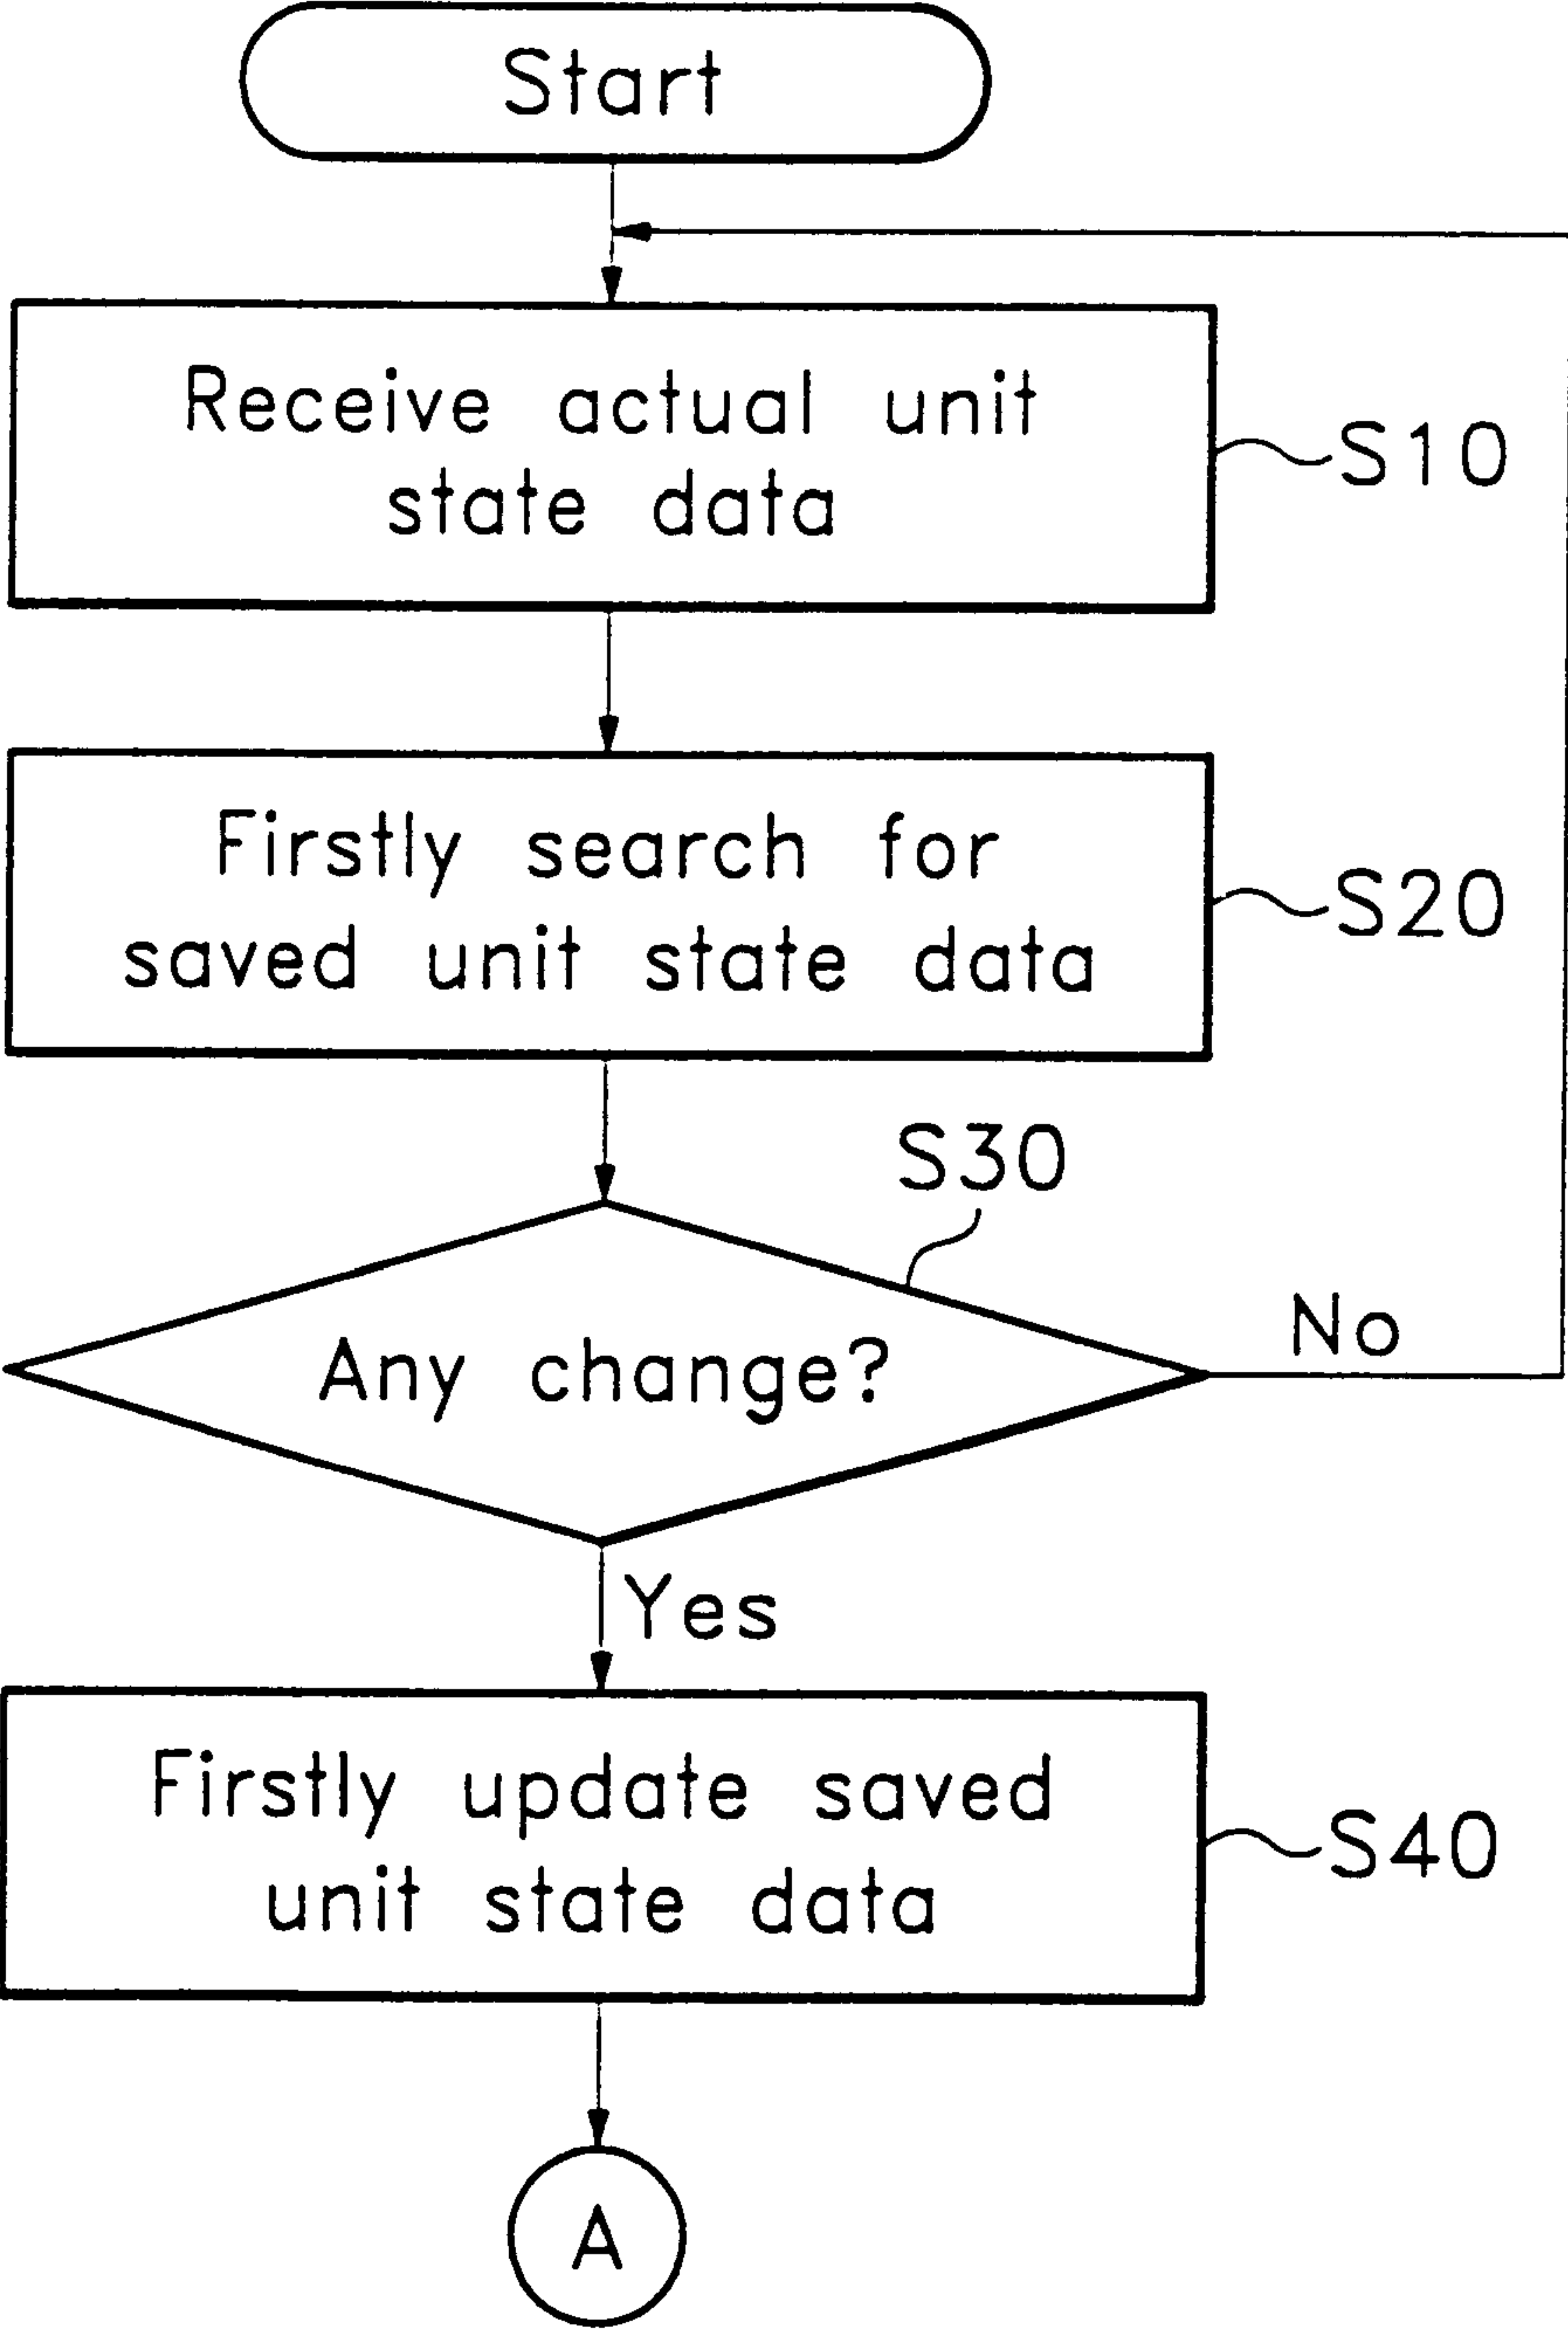 Start
Receive actual unit
state data
S10
Firstly search for
saved unit state data
S20
S30
Any change?
No
Yes
Firstly update saved
unit state data
S40
A